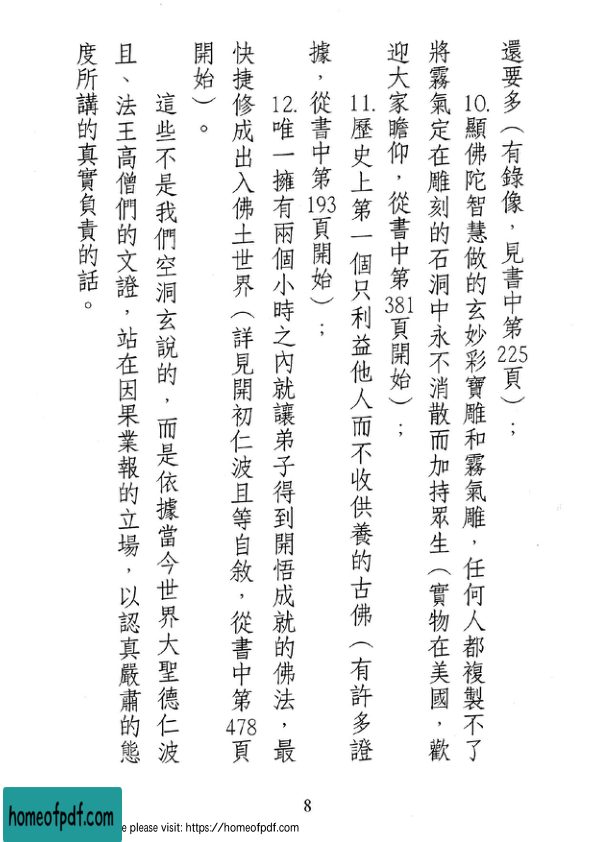 還要多（有錄像，見書中第225頁）；
10.顯佛陀智慧做的玄妙彩寶雕和霧氣雕，任何人都複製不了
將霧氣定在雕刻的石洞中永不消散而加持眾生（實物在美國，歡
迎大家瞻仰，從書中第381頁開始）；
11.歷史上第一個只利益他人而不收供養的古佛（有許多證
據，從書中第193頁開始）；
12.唯一擁有兩個小時之內就讓弟子得到開悟成就的佛法，最
快捷修成出入佛土世界（詳見開初仁波且等自敘，從書中第478頁
開始）。
這些不是我們空洞玄說的，而是依據當今世界大聖德仁波
且、法王高僧們的文證，站在因果業報的立場，以認真嚴肅的態
度所講的真實負責的話。
8
homeofpdf.com
e please visit: https://homeofpdf.com